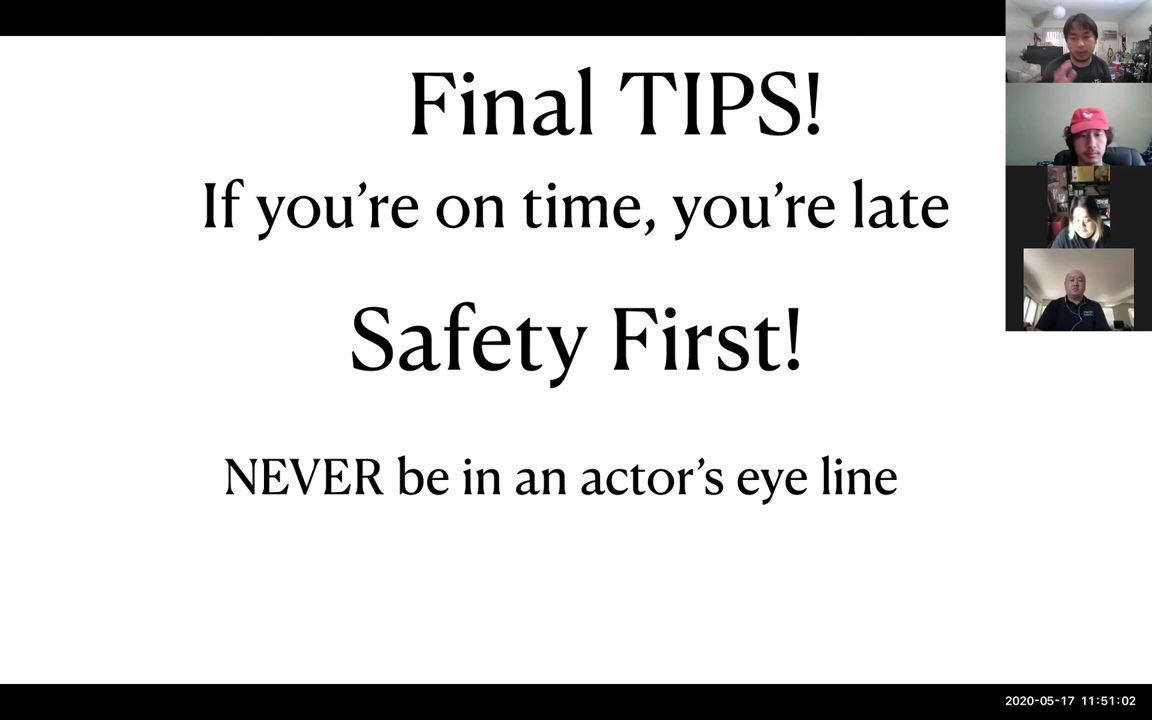 Final TIPS!
If you’re on time, you’re late
Safety First!
NEVER be in an actor’s eye line
2020-05-17 11:51:02